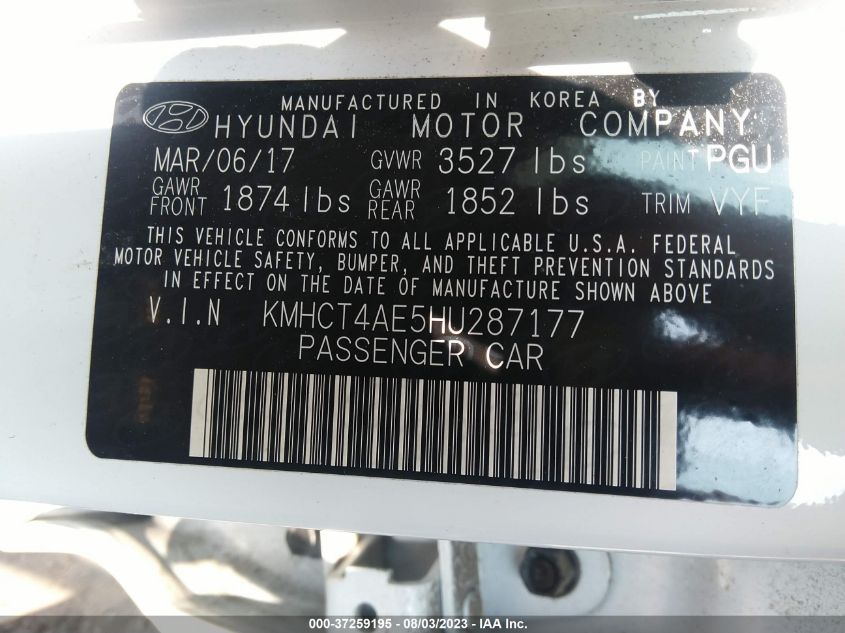 MANUFACTURED IN KOREA BY
HYUNDAI MOTOR COMPANY
MAR/06/17 GVWR 3527 lbs PAINT PGU
GAWR FRONT 1874 lbs GAWR REAR 1852 lbs TRIM VYF
THIS VEHICLE CONFORMS TO ALL APPLICABLE U.S.A. FEDERAL
MOTOR VEHICLE SAFETY, BUMPER, AND THEFT PREVENTION STANDARDS
IN EFFECT ON THE DATE OF MANUFACTURE SHOWN ABOVE
V.I.N KMHCT4AE5HU287177
PASSENGER CAR
000-37259195 - 08/03/2023 - IAA Inc.